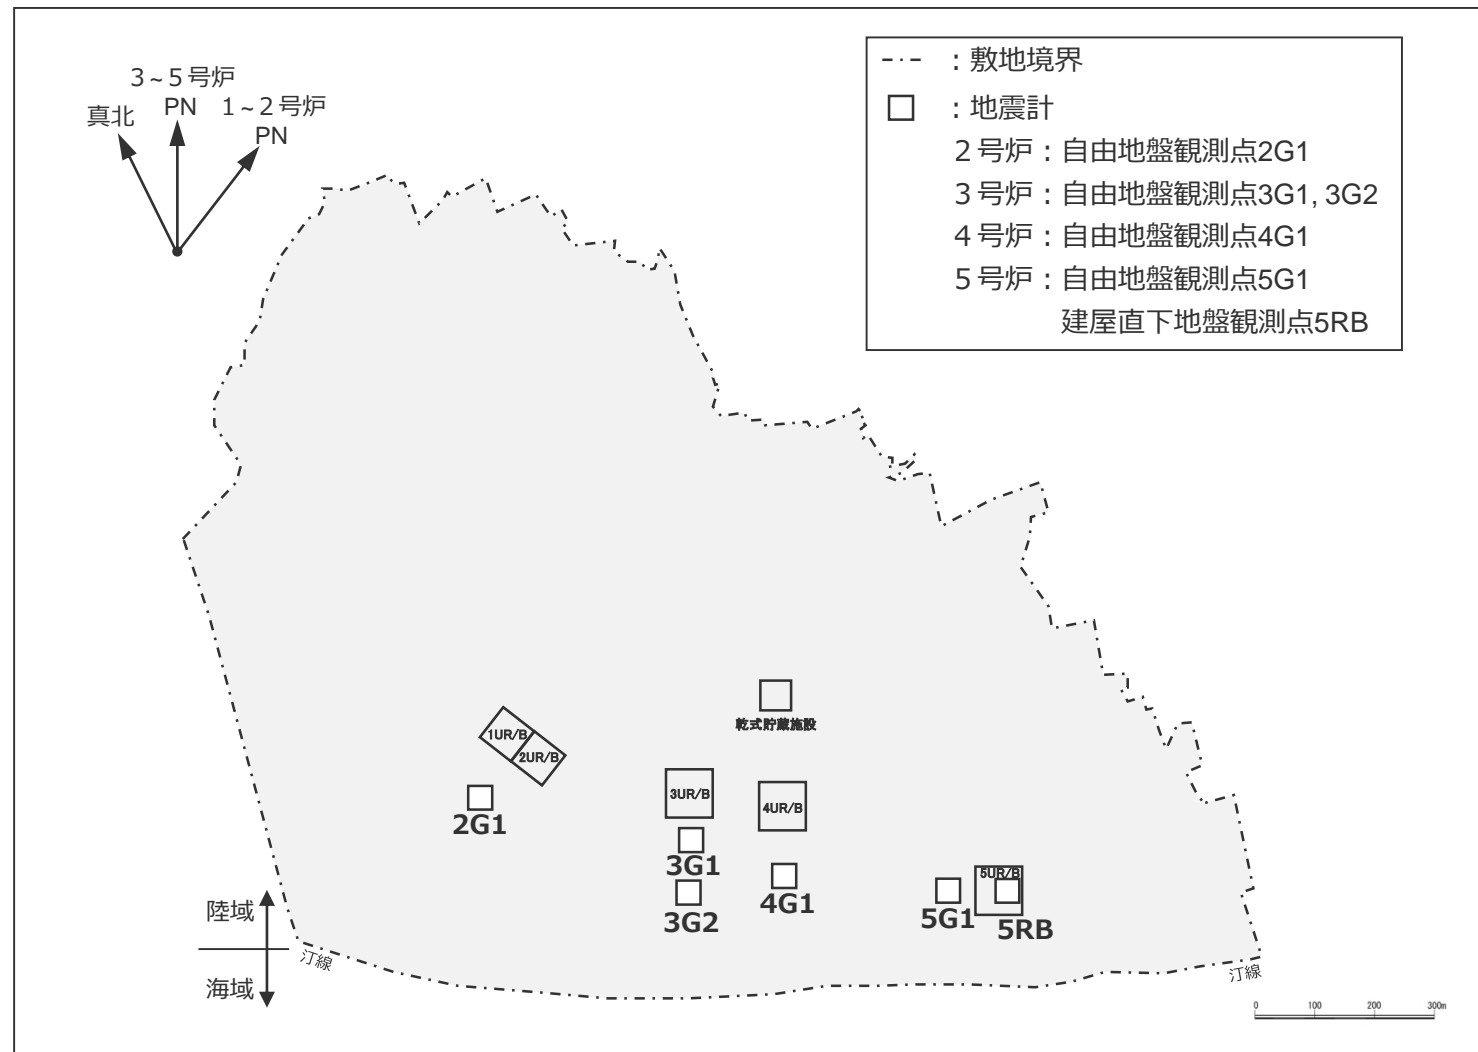 3~5号炉
PN
1~2号炉
PN
真北
:敷地境界
:地震計
2号炉:自由地盤観測点2G1
3号炉:自由地盤観測点3G1, 3G2
4号炉:自由地盤観測点4G1
5号炉:自由地盤観測点5G1
建屋直下地盤観測点5RB
乾式貯蔵施設
1UR/B
2UR/B
3UR/B
4UR/B
2G1
3G1
3G2
4G1
5UR/B
5G1
5RB
陸域
海域
汀線
汀線
0 100 200 300m